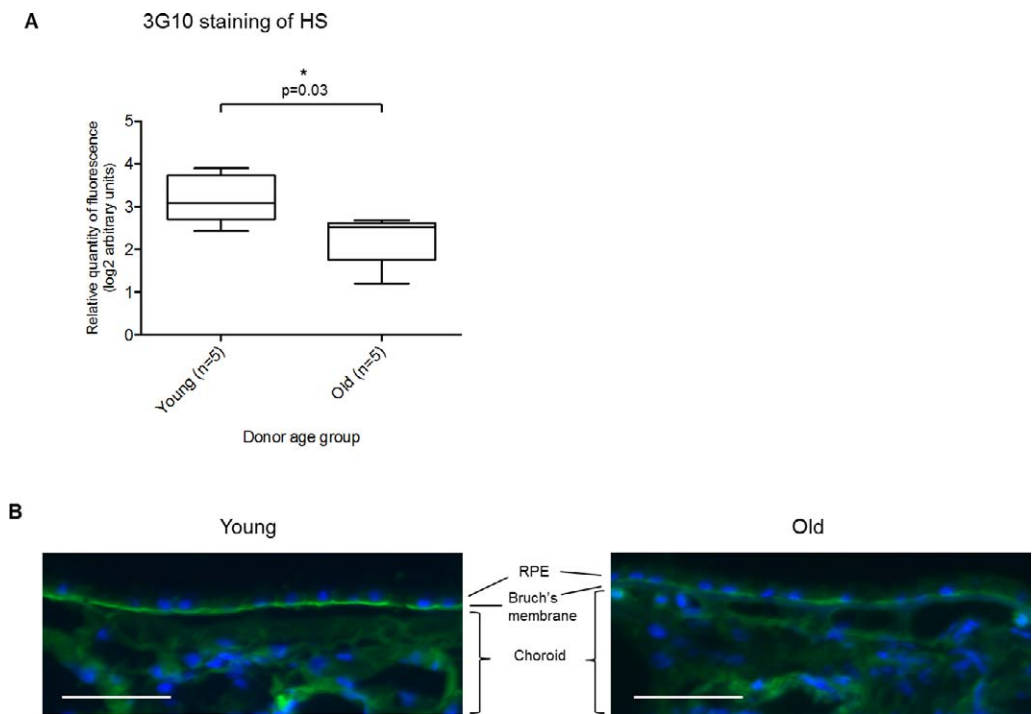 A
3G10 staining of HS
*
p=0.03
Relative quantity of fluorescence
(log2 arbitrary units)
5
4
3
2
1
0
Young (n=5)
Old (n=5)
Donor age group
B
Young
Old
RPE
Bruch's
membrane
Choroid